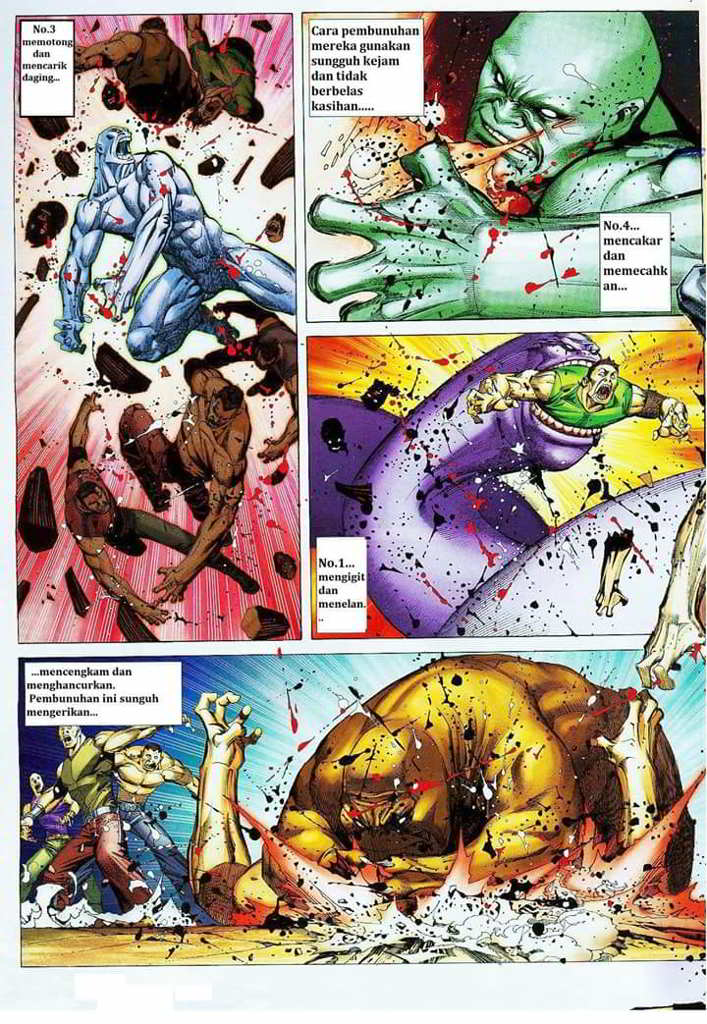 No.3
memotong
dan
mencarik
daging...
Cara pembunuhan
mereka gunakan
sungguh kejam
dan tidak
berbelas
kasihan.....
No.4...
mencakar
dan
memecahk
an...
No.1...
mengigit
dan
menelan.
..
...mencengkam dan
menghancurkan.
Pembunuhan ini sunguh
mengerikan...